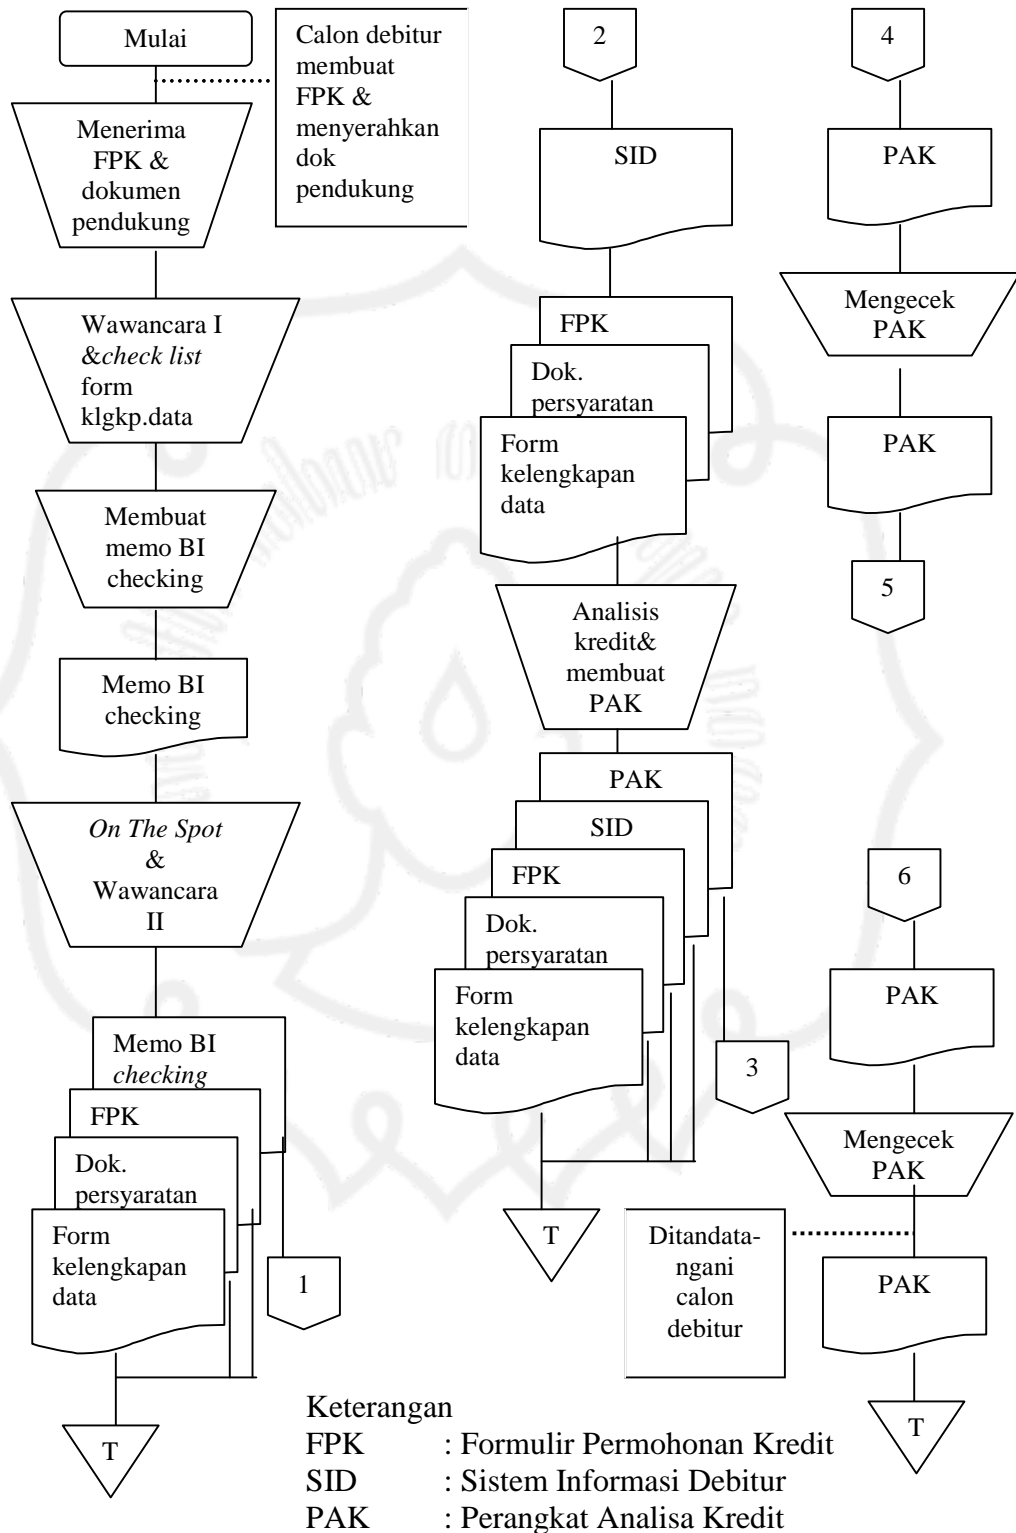 Mulai
Calon debitur
membuat
FPK &
menyerahkan
dok
pendukung
Menerima
FPK &
dokumen
pendukung
Wawancara I
&check list
form
klgkp.data
Membuat
memo BI
checking
Memo BI
checking
On The Spot
&
Wawancara
II
Memo BI
checking
FPK
Dok.
persyaratan
Form
kelengkapan
data
1
T
2
SID
FPK
Dok.
persyaratan
Form
kelengkapan
data
Analisis
kredit&
membuat
PAK
PAK
SID
FPK
Dok.
persyaratan
Form
kelengkapan
data
3
T
4
PAK
Mengecek
PAK
PAK
5
6
PAK
Mengecek
PAK
Ditandata-
ngani
calon
debitur
PAK
T
Keterangan
FPK : Formulir Permohonan Kredit
SID : Sistem Informasi Debitur
PAK : Perangkat Analisa Kredit